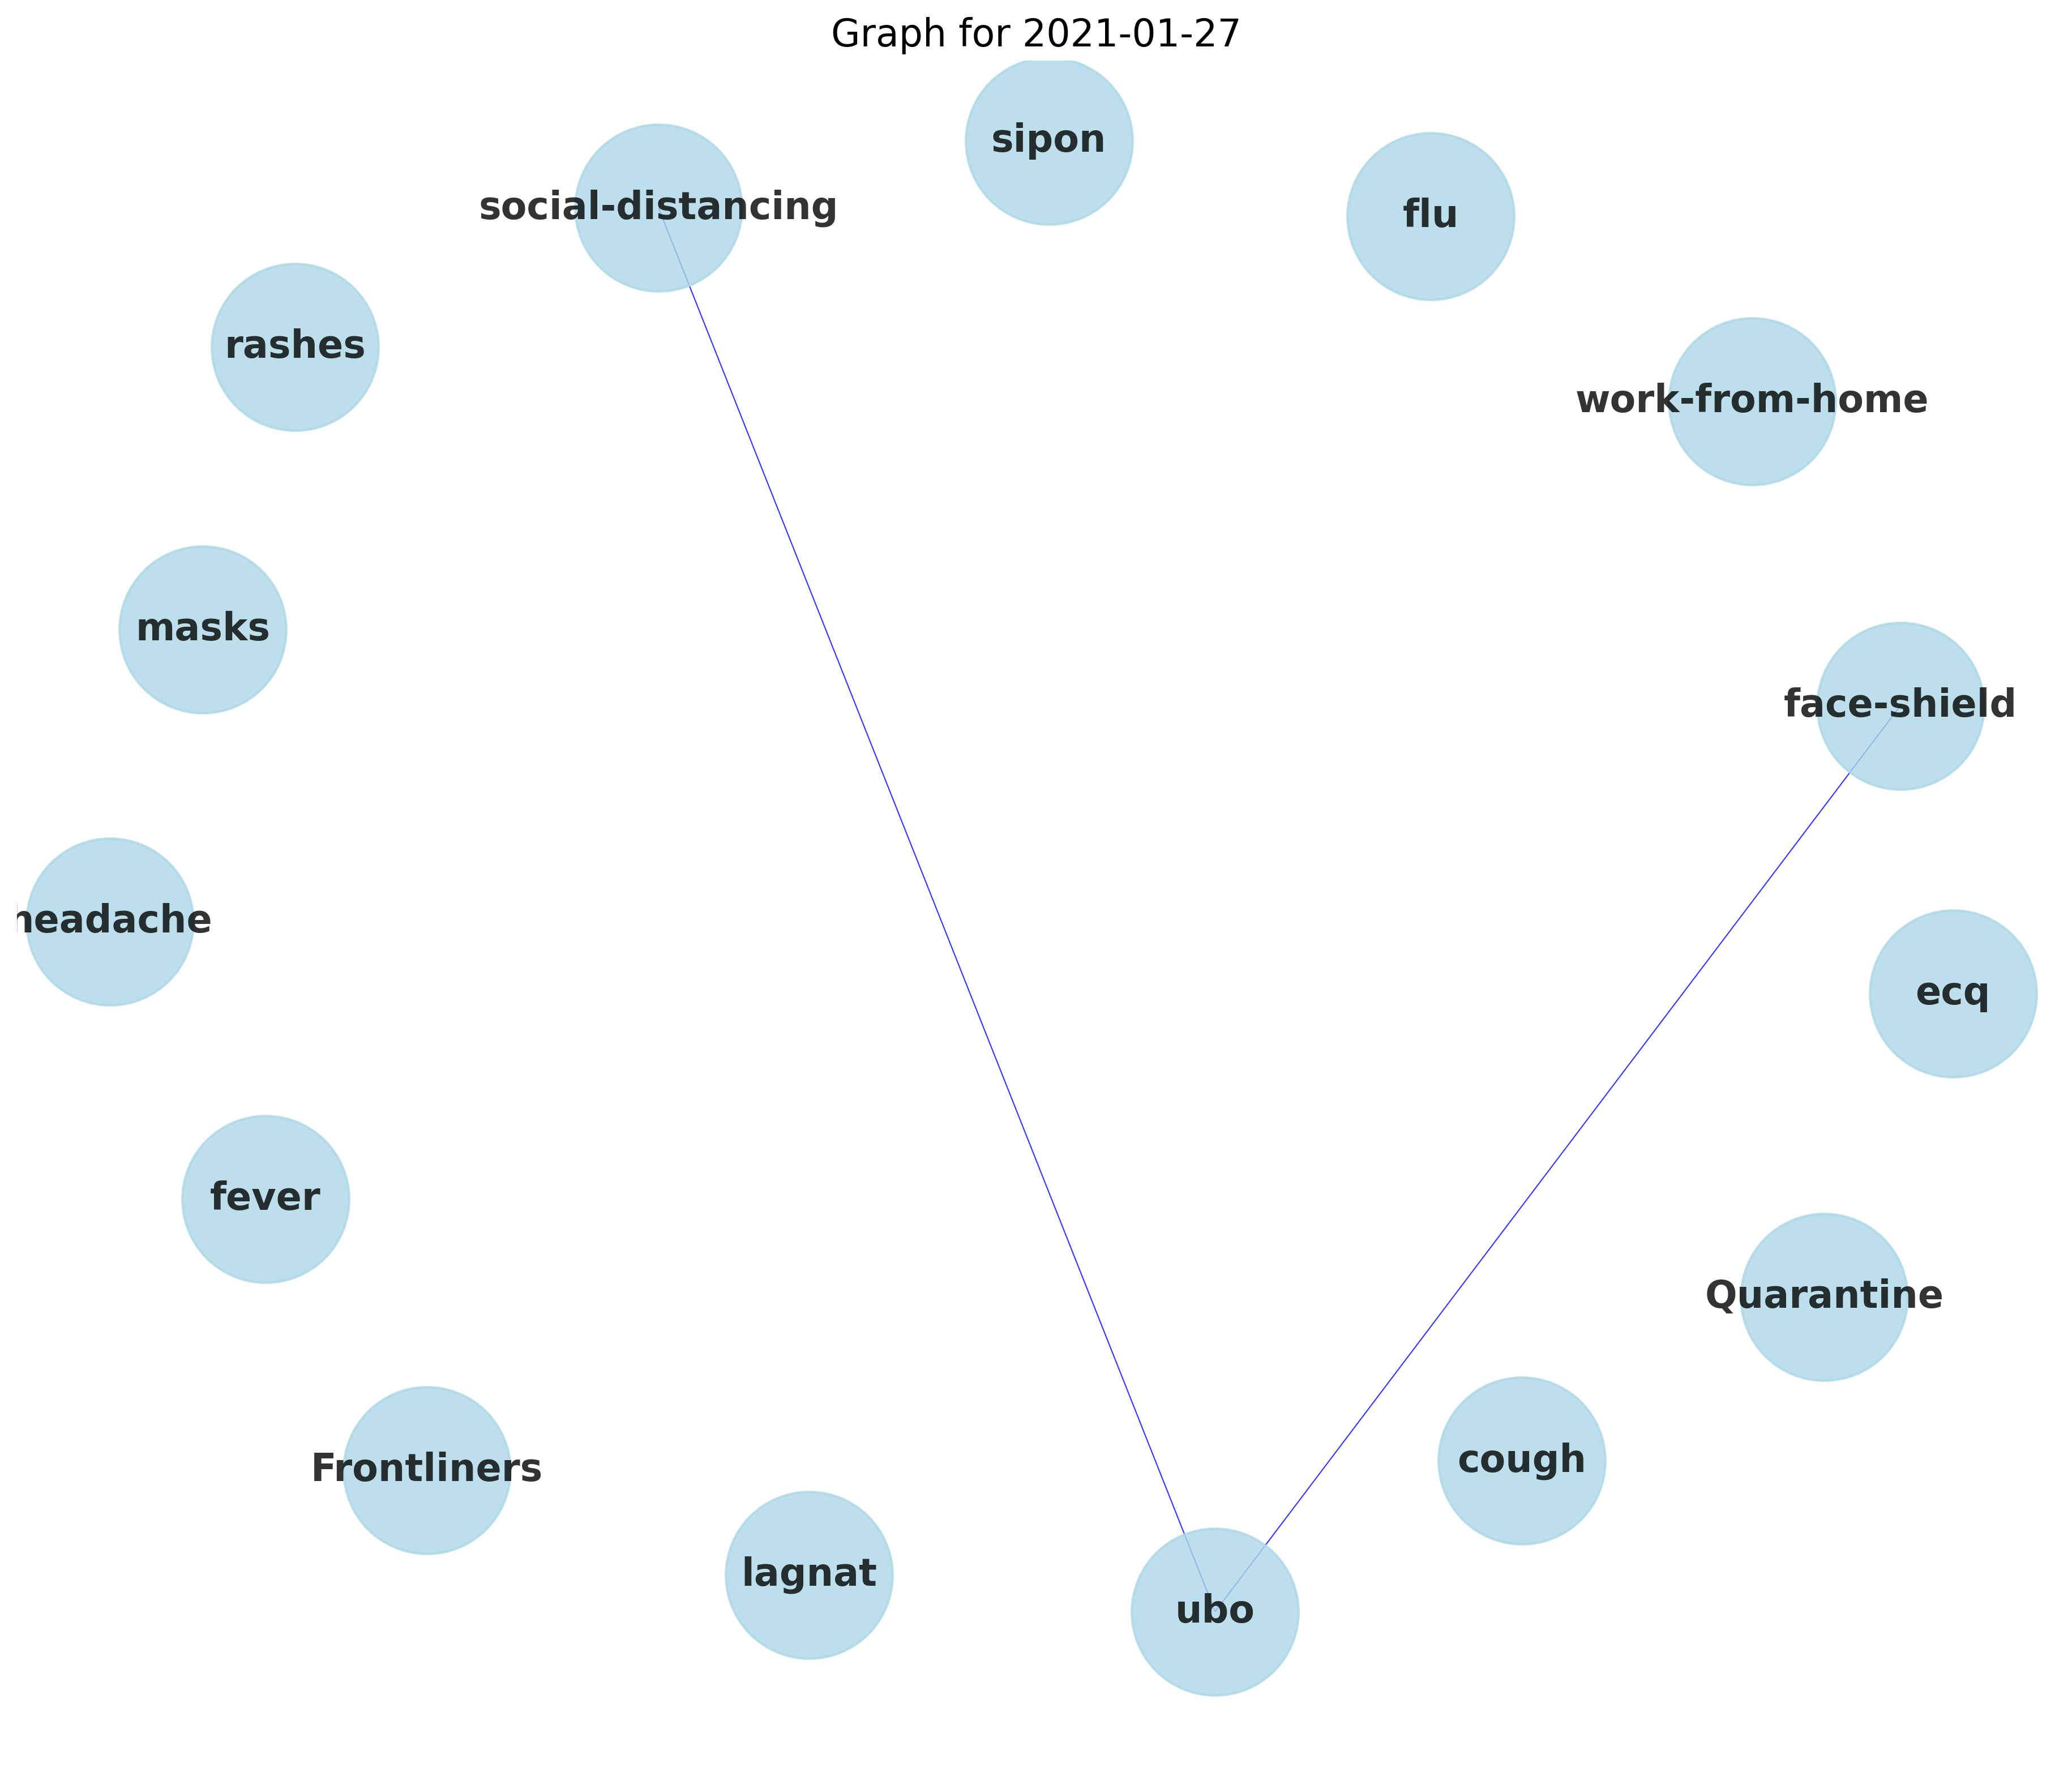 Graph for 2021-01-27
sipon
social-distancing
flu
rashes
work-from-home
masks
face-shield
headache
ecq
fever
Quarantine
Frontliners
cough
lagnat
ubo